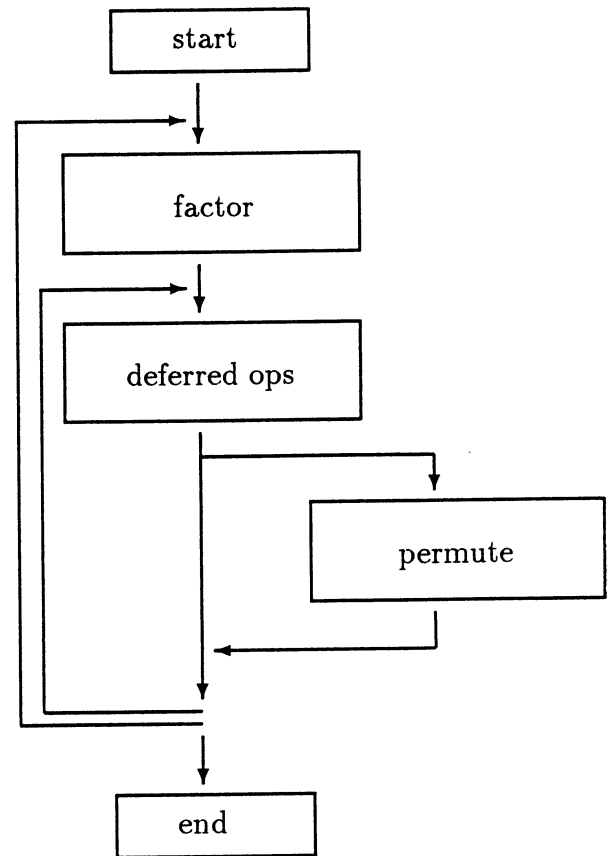 start
factor
deferred ops
permute
end